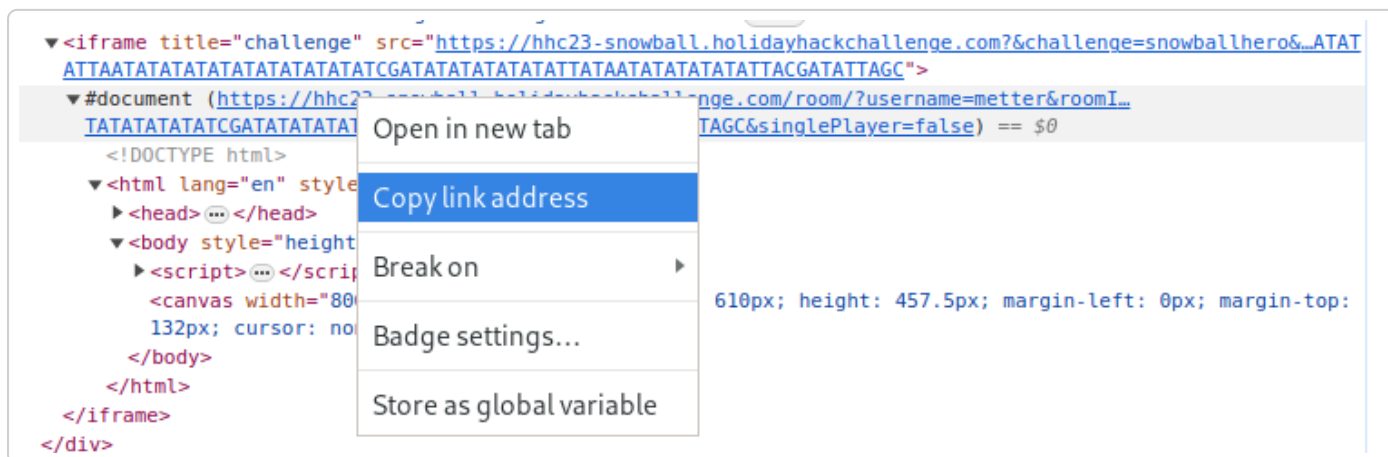 ▼<iframe title="challenge" src="https://hhc23-snowball.holidayhackchallenge.com?&challenge=snowballhero&…ATAT
ATTAATATATATATATATATATATATCGATATATATATATATTATAATATATATATATTACGATATTAGC">
▼#document (https://hhc23-snowball.holidayhackchallenge.com/room/?username=metter&roomI…
TATATATATATCGATATATATAT TAGC&singlePlayer=false) == $0
<!DOCTYPE html>
▼<html lang="en" style
▶<head>…</head>
▼<body style="height
▶<script>…</scrip
<canvas width="80 610px; height: 457.5px; margin-left: 0px; margin-top:
132px; cursor: no
</body>
</html>
</iframe>
</div>
Open in new tab
Copy link address
Break on ▶
Badge settings…
Store as global variable